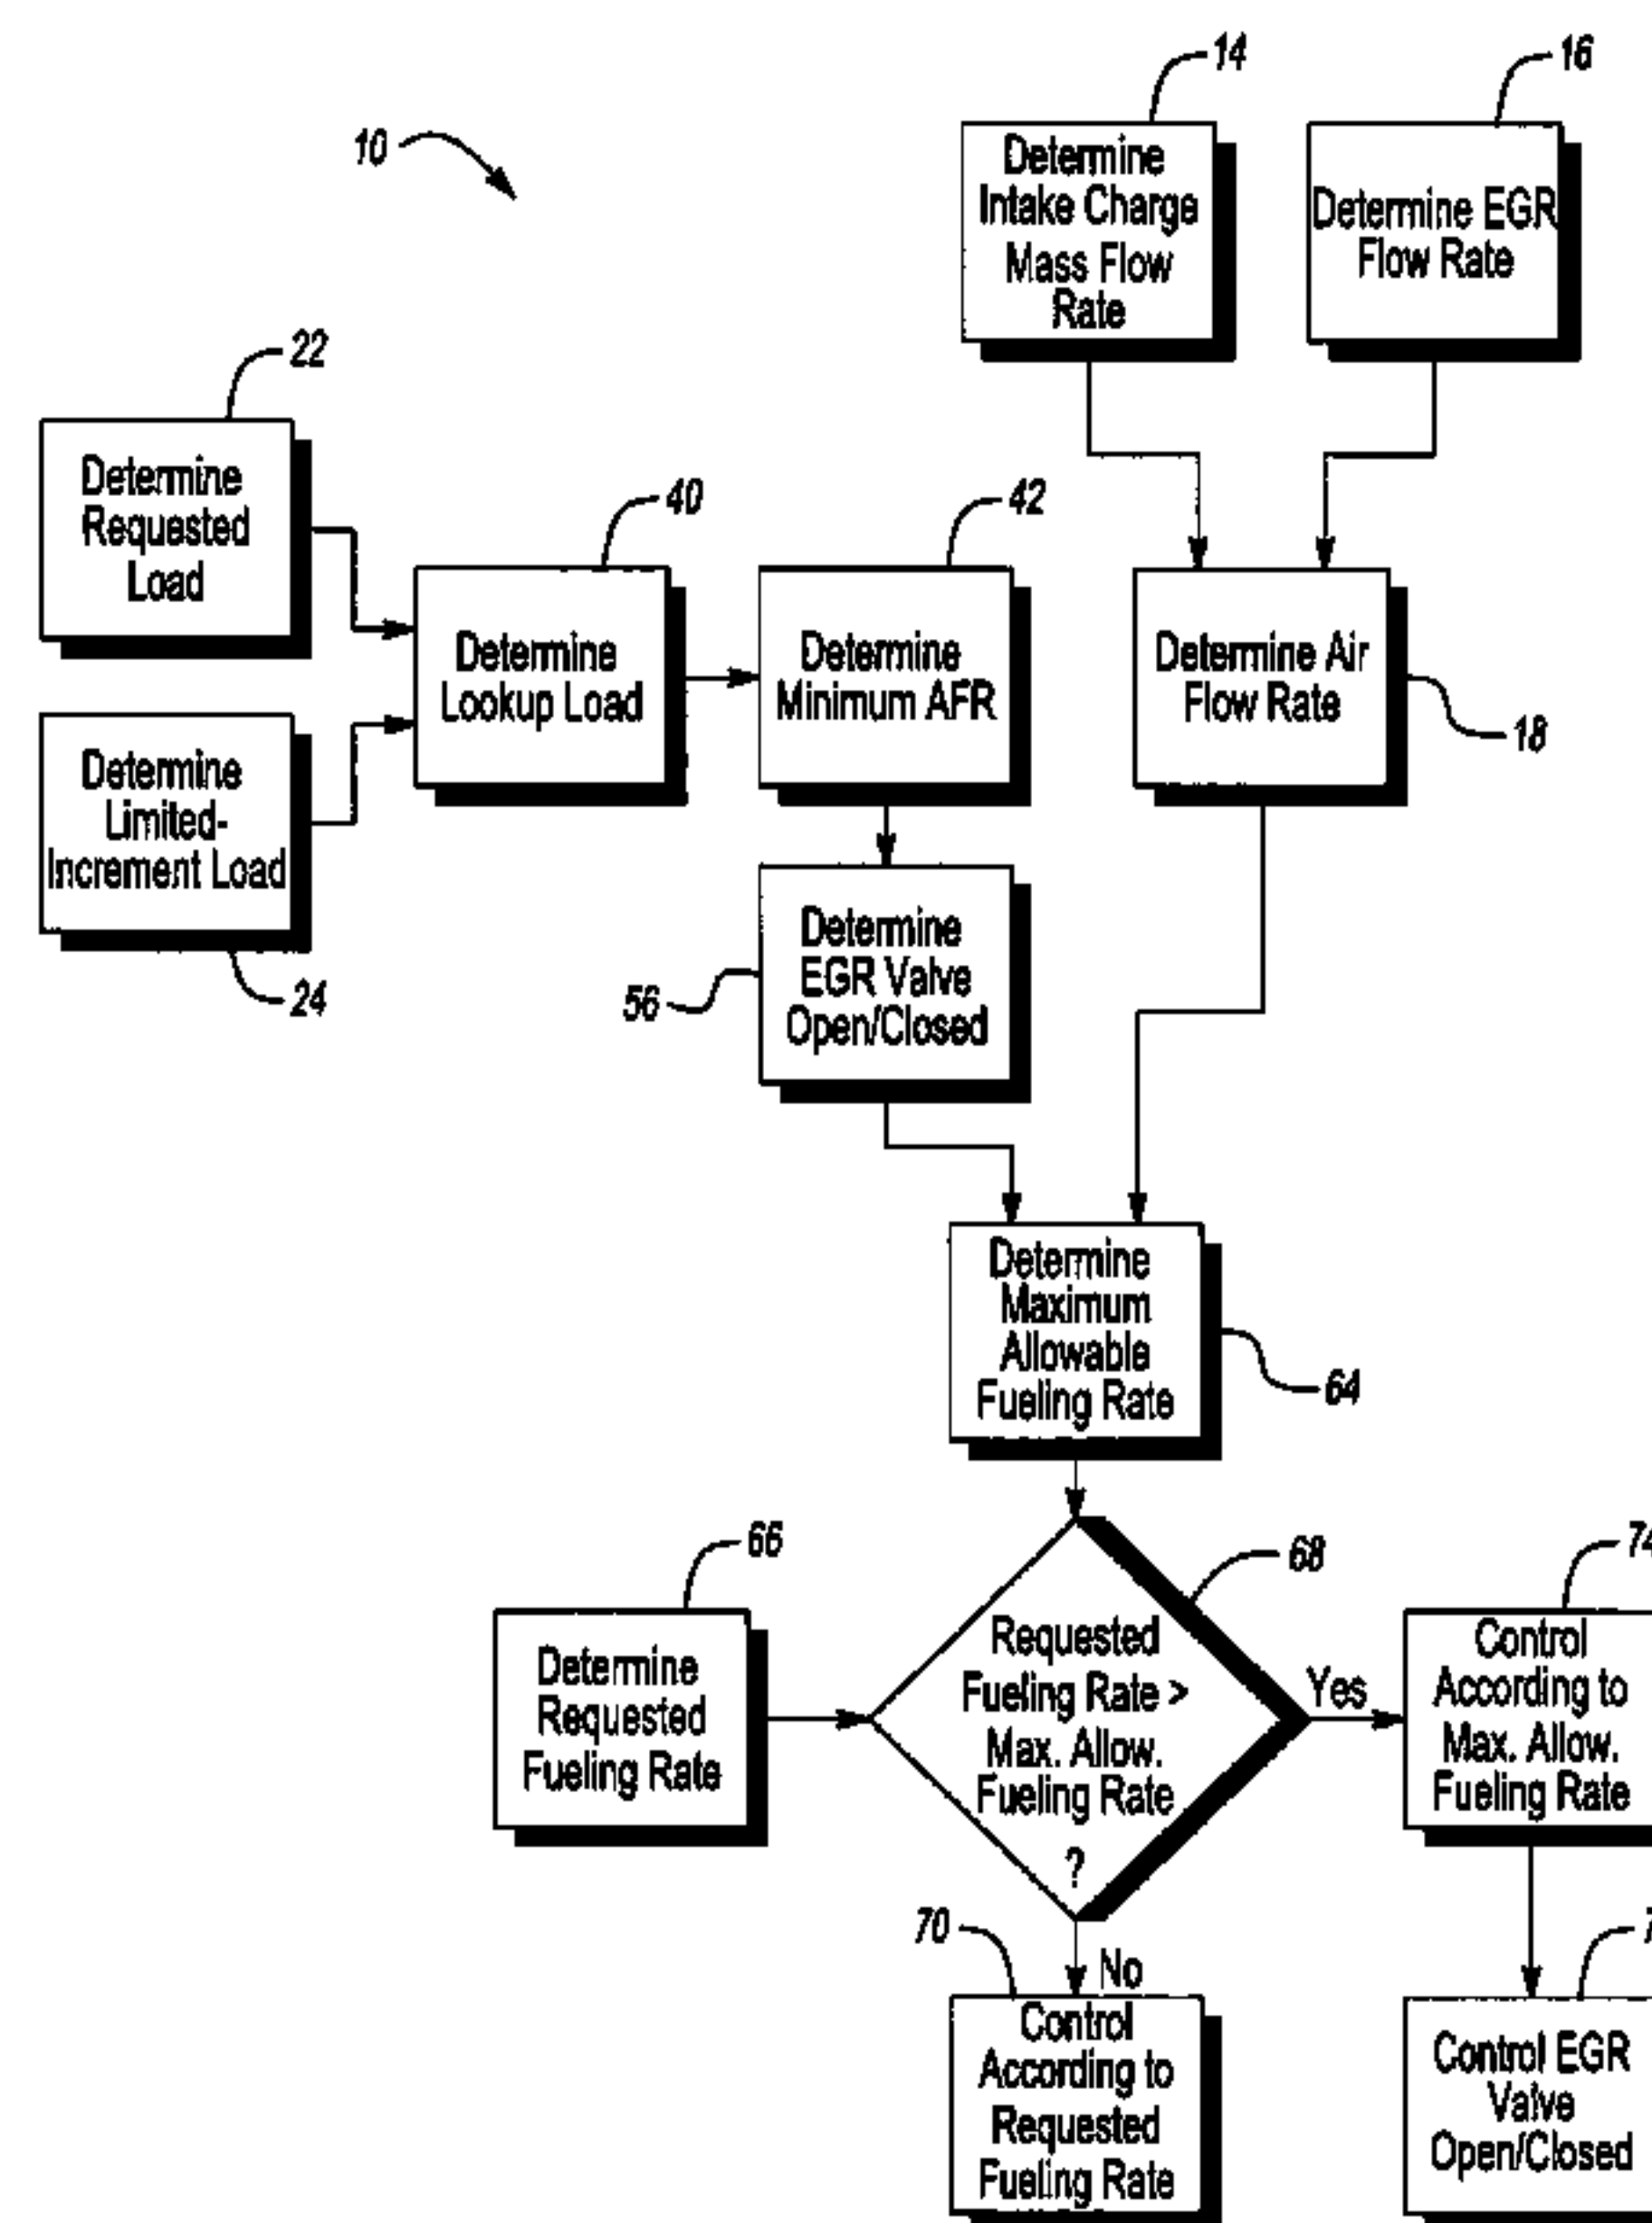 14
16
10
Determine
Intake Charge
Mass Flow
Rate
Determine EGR
Flow Rate
22
Determine
Requested
Load
40
42
Determine
Lookup Load
Determine
Minimum AFR
Determine Air
Flow Rate
18
Determine
Limited-
Increment Load
24
Determine
EGR Valve
Open/Closed
56
Determine
Maximum
Allowable
Fueling Rate
64
66
68
74
Determine
Requested
Fueling Rate
Requested
Fueling Rate >
Max. Allow.
Fueling Rate
?
Yes
Control
According to
Max. Allow.
Fueling Rate
70
No
Control
According to
Requested
Fueling Rate
Control EGR
Valve
Open/Closed